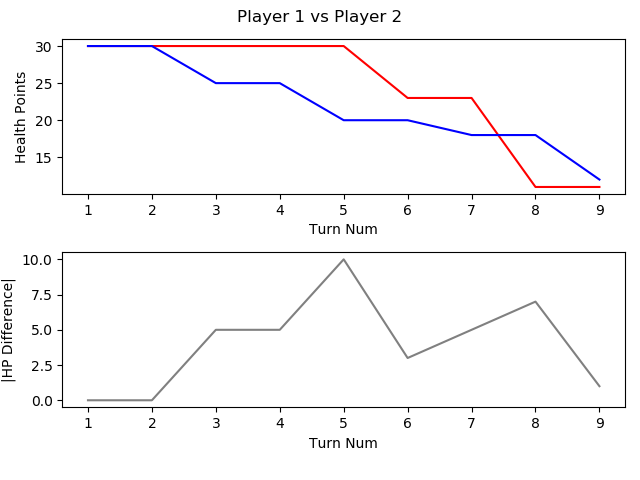 Player 1 vs Player 2
30
25
20
15
Health Points
1 2 3 4 5 6 7 8 9
Turn Num
10.0
7.5
5.0
2.5
0.0
|HP Difference|
1 2 3 4 5 6 7 8 9
Turn Num